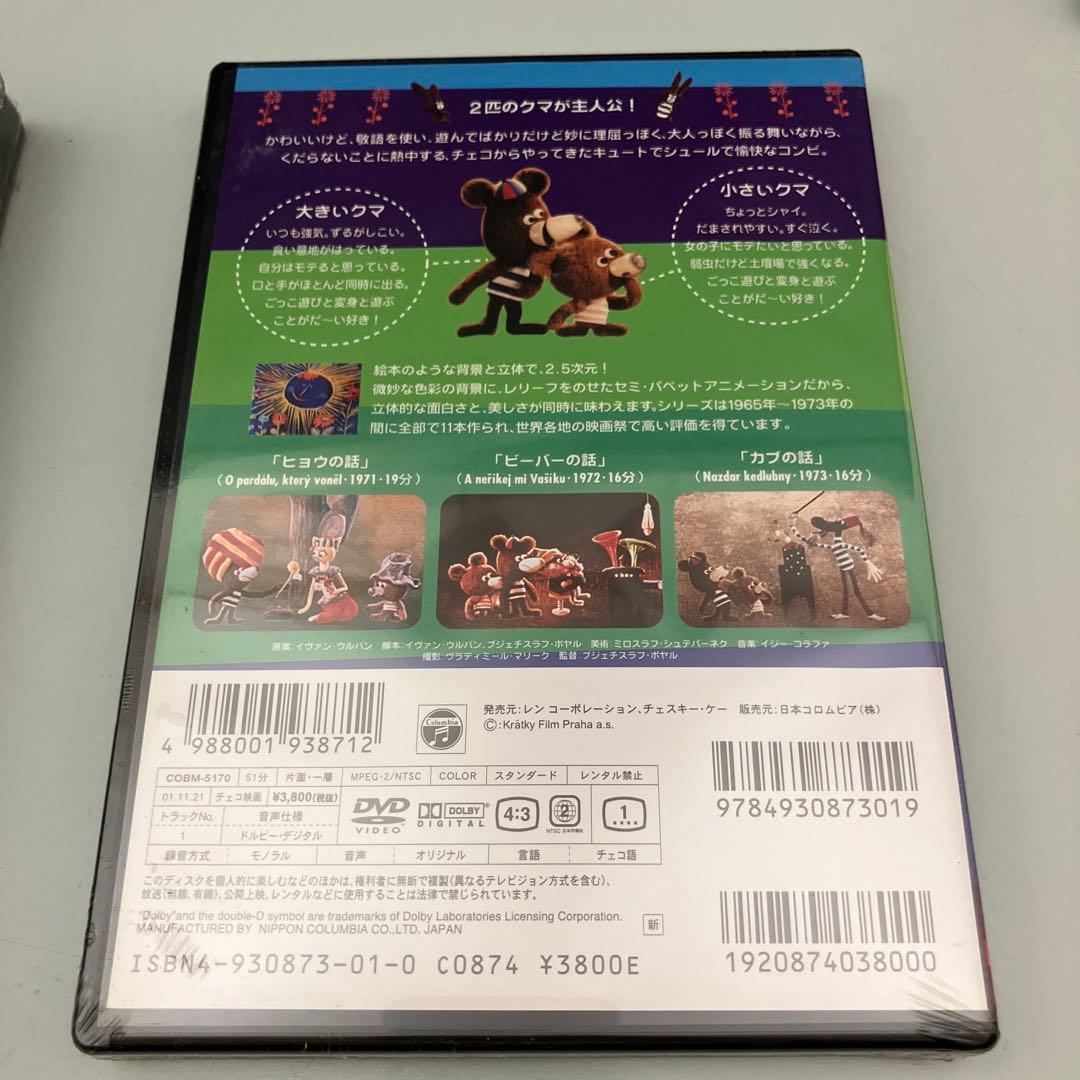 2匹のクマが主人公！
かわいいけど、敬語を使い、遊んでばかりだけど妙に理屈っぽく、大人っぽく振る舞いながら、
くだらないことに熱中する、チェコからやってきたキュートでシュールで愉快なコンビ。
大きいクマ
いつも強気。ずるがしこい。
食い意地がはっている。
自分はモテると思っている。
口と手がほとんど同時に出る。
ごっこ遊びと変身と遊ぶ
ことがだ〜い好き！
小さいクマ
ちょっとシャイ。
だまされやすい。すぐ泣く。
女の子にモテたいと思っている。
弱虫だけど土壇場で強くなる。
ごっこ遊びと変身と遊ぶ
ことがだ〜い好き！
絵本のような背景と立体で、2.5次元！
微妙な色彩の背景に、レリーフをのせたセミ・パペットアニメーションだから、
立体的な面白さと、美しさが同時に味わえます。シリーズは1965年〜1973年の
間に全部で11本作られ、世界各地の映画祭で高い評価を得ています。
「ヒョウの話」
（O pardálu, který voněl・1971・19分）
「ビーバーの話」
（A neříkej mi Vašíku・1972・16分）
「カブの話」
（Nazdar kedlubny・1973・16分）
原案：イヴァン・ウルバン　脚本：イヴァン・ウルバン、ブジェチスラフ・ポヤル　美術：ミロスラフ・シュテパーネク　音楽：イジー・コラファ
撮影：ヴラディミール・マリーク　監督：ブジェチスラフ・ポヤル
4 988001 938712
Columbia
発売元：レン コーポレーション、チェスキー・ケー　販売元：日本コロムビア（株）
Ⓒ：Krátky Film Praha a.s.
COBM-5170 51分 片面・一層 MPEG-2/NTSC COLOR スタンダード レンタル禁止
01.11.21 チェコ映画 ¥3,800(税抜)
トラックNo. 音声仕様
1 ドルビー・デジタル
DVD VIDEO DOLBY DIGITAL 4:3 2 NTSC 日本市場向 1
録音方式 モノラル 音声 オリジナル 言語 チェコ語
9784930873019
このディスクを個人的に楽しむなどのほかは、権利者に無断で複製（異なるテレビジョン方式を含む）、
放送（無線、有線）、公開上映、レンタルなどに使用することは法律で禁じられています。
"Dolby"and the double-D symbol are trademarks of Dolby Laboratories Licensing Corporation.
MANUFACTURED BY NIPPON COLUMBIA CO.,LTD. JAPAN
新
ISBN4-930873-01-0 C0874 ¥3800E
1920874038000